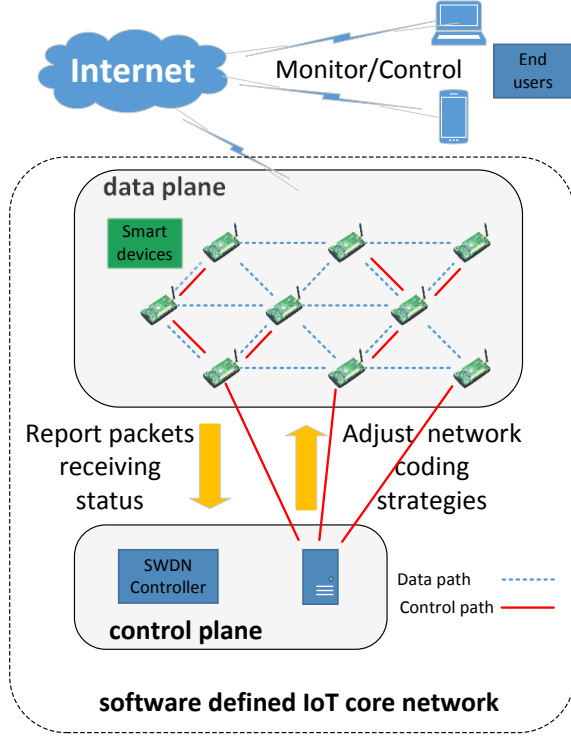 Internet
Monitor/Control
End
users
data plane
Smart
devices
Report packets
receiving
status
Adjust network
coding
strategies
SWDN
Controller
control plane
Data path
Control path
software defined IoT core network